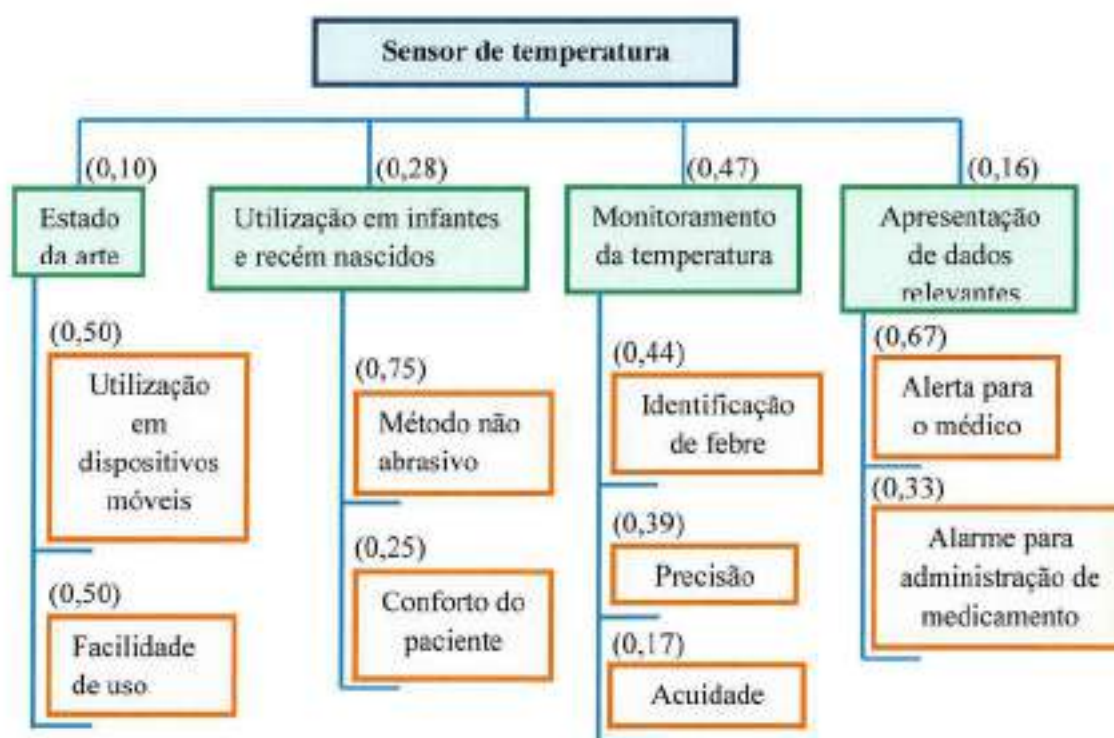 Sensor de temperatura
(0,10)
Estado
da arte
(0,50)
Utilização
em
dispositivos
móveis
(0,50)
Facilidade
de uso
(0,28)
Utilização em infantes
e recém nascidos
(0,75)
Método não
abrasivo
(0,25)
Conforto do
paciente
(0,47)
Monitoramento
da temperatura
(0,44)
Identificação
de febre
(0,39)
Precisão
(0,17)
Acuidade
(0,16)
Apresentação
de dados
relevantes
(0,67)
Alerta para
o médico
(0,33)
Alarme para
administração de
medicamento